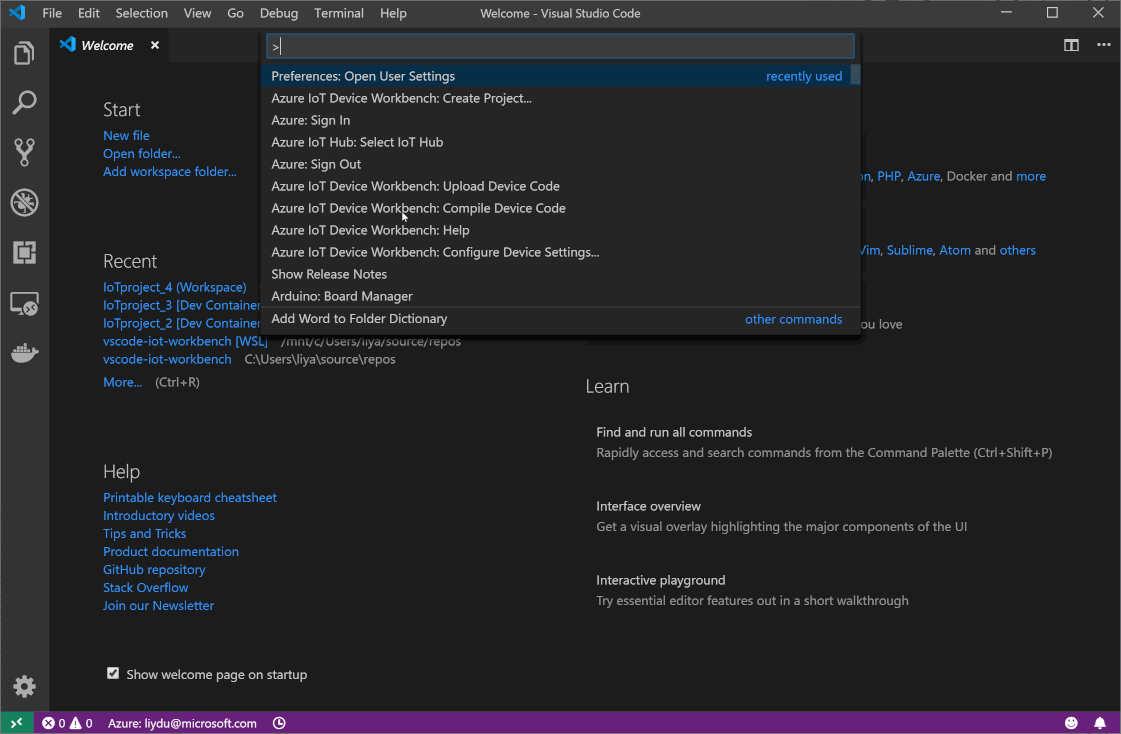 File Edit Selection View Go Debug Terminal Help Welcome - Visual Studio Code
Welcome
>
Preferences: Open User Settings recently used
Azure IoT Device Workbench: Create Project...
Azure: Sign In
Azure IoT Hub: Select IoT Hub
Azure: Sign Out
Azure IoT Device Workbench: Upload Device Code
Azure IoT Device Workbench: Compile Device Code
Azure IoT Device Workbench: Help
Azure IoT Device Workbench: Configure Device Settings...
Show Release Notes
Arduino: Board Manager
Add Word to Folder Dictionary other commands
Start
New file
Open folder...
Add workspace folder...
Recent
IoTproject_4 (Workspace)
IoTproject_3 [Dev Container
IoTproject_2 [Dev Container
vscode-iot-workbench [WSL] /mnt/c/Users/liya/source/repos
vscode-iot-workbench C:\Users\liya\source\repos
More... (Ctrl+R)
Help
Printable keyboard cheatsheet
Introductory videos
Tips and Tricks
Product documentation
GitHub repository
Stack Overflow
Join our Newsletter
Show welcome page on startup
PHP, Azure, Docker and more
Vim, Sublime, Atom and others
you love
Learn
Find and run all commands
Rapidly access and search commands from the Command Palette (Ctrl+Shift+P)
Interface overview
Get a visual overlay highlighting the major components of the UI
Interactive playground
Try essential editor features out in a short walkthrough
0 0 Azure: liydu@microsoft.com